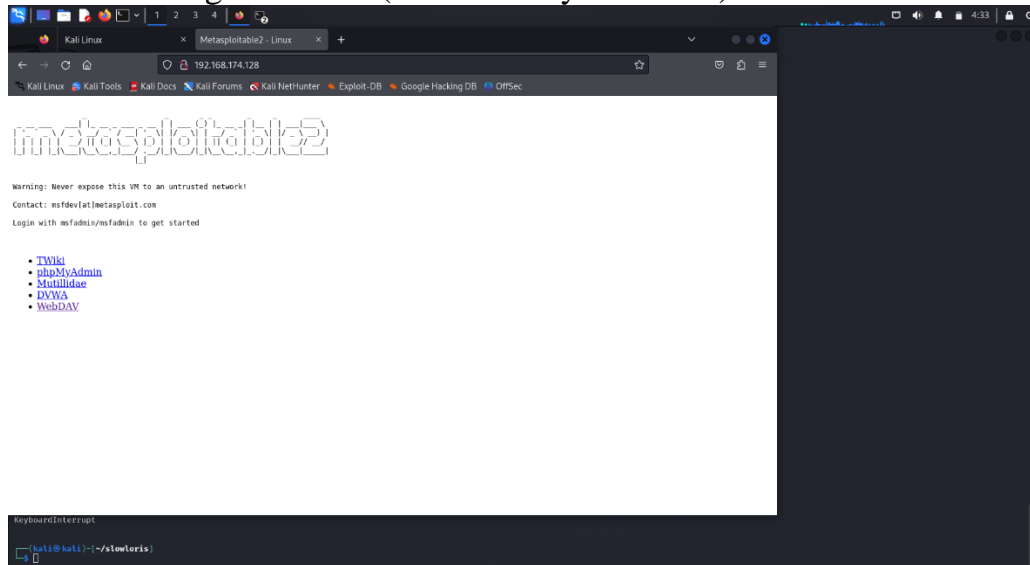 1 2 3 4 4:33
Kali Linux × Metasploitable2 - Linux × +
192.168.174.128
Kali Linux Kali Tools Kali Docs Kali Forums Kali NetHunter Exploit-DB Google Hacking DB OffSec
metasploitable2
Warning: Never expose this VM to an untrusted network!
Contact: msfdev[at]metasploit.com
Login with msfadmin/msfadmin to get started
• TWiki
• phpMyAdmin
• Mutillidae
• DVWA
• WebDAV
KeyboardInterrupt
(kali㉿kali)-[~/slowloris]
$